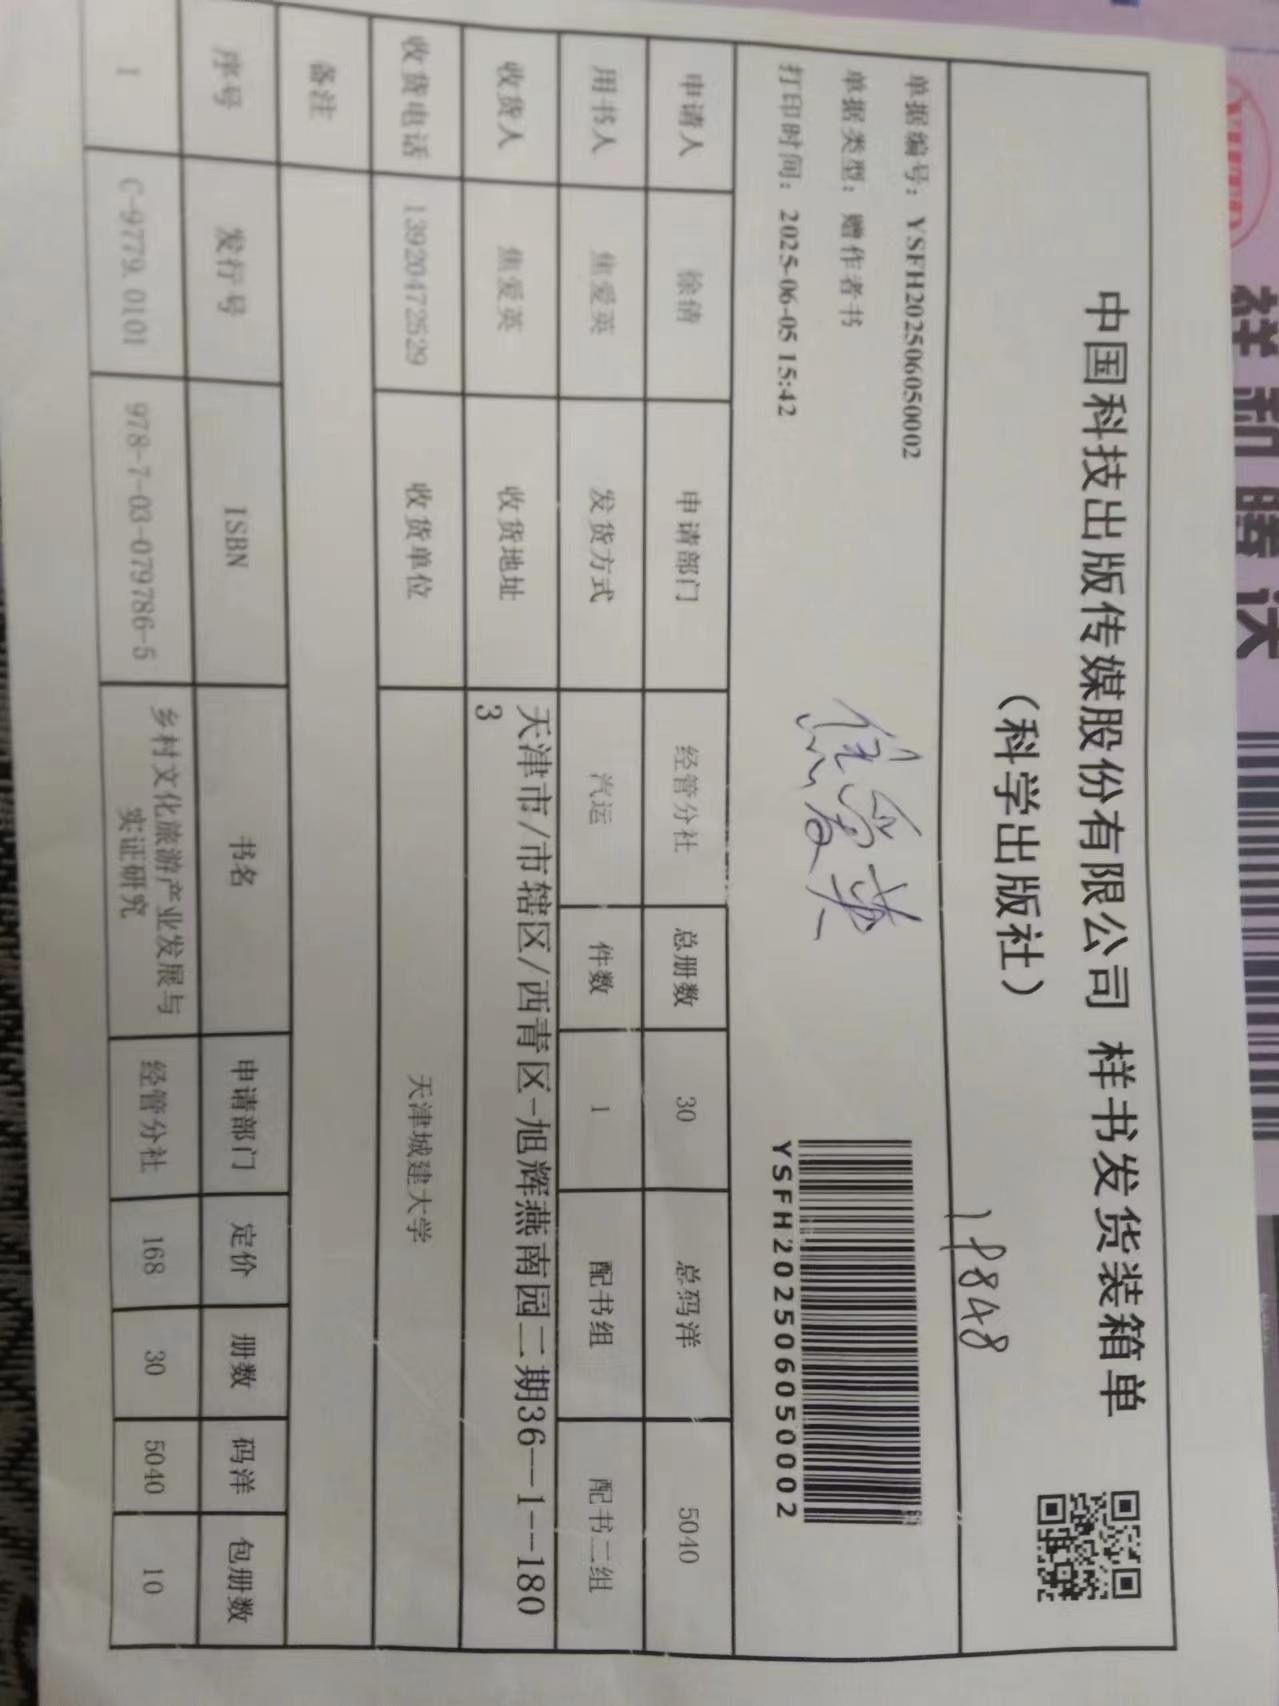 中国科技出版传媒股份有限公司 样书发货装箱单
（科学出版社）
18848
单据编号：YSFH202506050002
单据类型：赠作者书
打印时间：2025-06-05 15:42
焦爱英
YSFH202506050002
申请人 徐倩 申请部门 经管分社 总册数 30 总码洋 5040
用书人 焦爱英 发货方式 汽运 件数 1 配书组 配书二组
收货人 焦爱英 收货地址 天津市/市辖区/西青区-旭辉燕南园二期36--1--180
3
收货电话 13920472529 收货单位 天津城建大学
备注
序号 发行号 ISBN 书名 申请部门 定价 册数 码洋 包册数
1 C-9779.0101 978-7-03-079786-5 乡村文化旅游产业发展与 经管分社 168 30 5040 10
实证研究